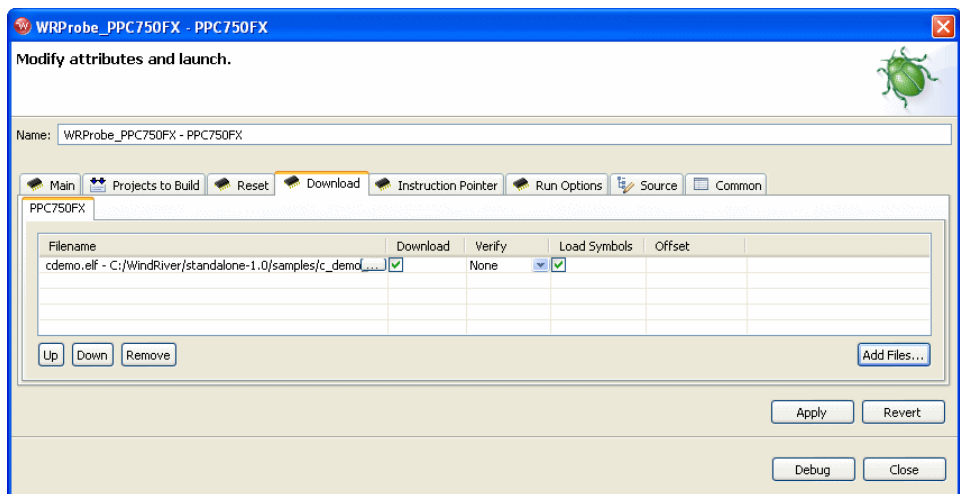 WRProbe_PPC750FX - PPC750FX
Modify attributes and launch.
Name: WRProbe_PPC750FX - PPC750FX
Main Projects to Build Reset Download Instruction Pointer Run Options Source Common
PPC750FX
Filename Download Verify Load Symbols Offset
cdemo.elf - C:/WindRiver/standalone-1.0/samples/c_demo ... None
Up Down Remove Add Files...
Apply Revert
Debug Close